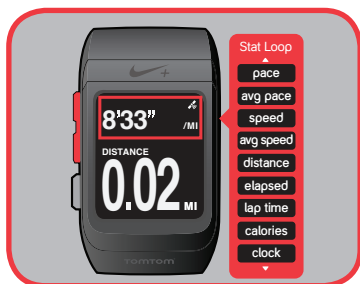 8'33"
/MI
DISTANCE
0.02 MI
TOMTOM
Stat Loop
pace
avg pace
speed
avg speed
distance
elapsed
lap time
calories
clock